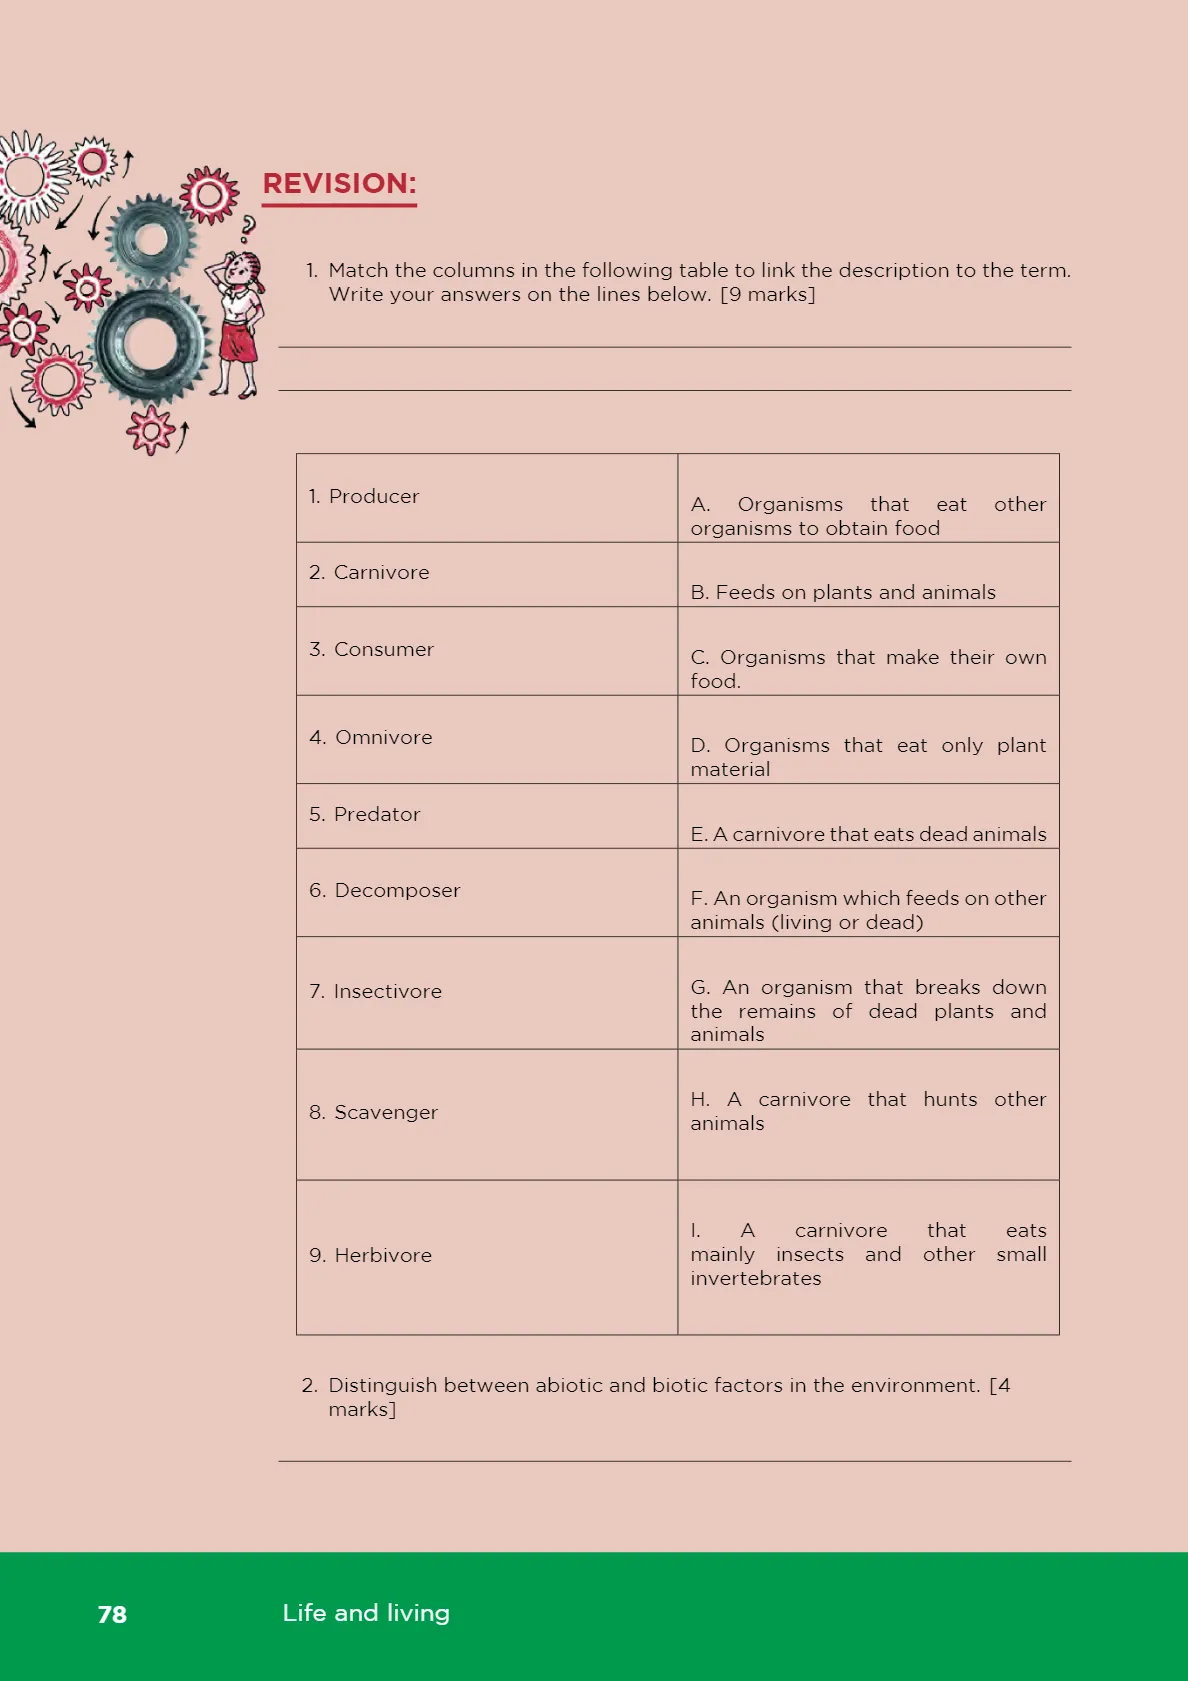 REVISION:
?
1. Match the columns in the following table to link the description to the term.
Write your answers on the lines below. [9 marks]
1. Producer
A. Organisms that eat other
organisms to obtain food
2. Carnivore
B. Feeds on plants and animals
3. Consumer
C. Organisms that make their own
food.
4. Omnivore
D. Organisms that eat only plant
material
5. Predator
E. A carnivore that eats dead animals
6. Decomposer
F. An organism which feeds on other
animals (living or dead)
7. Insectivore
G. An organism that breaks down
the remains of dead plants and
animals
8. Scavenger
H. A carnivore that hunts other
animals
9. Herbivore
I. A carnivore that eats
mainly insects and other small
invertebrates
2. Distinguish between abiotic and biotic factors in the environment. [4
marks]
78
Life and living